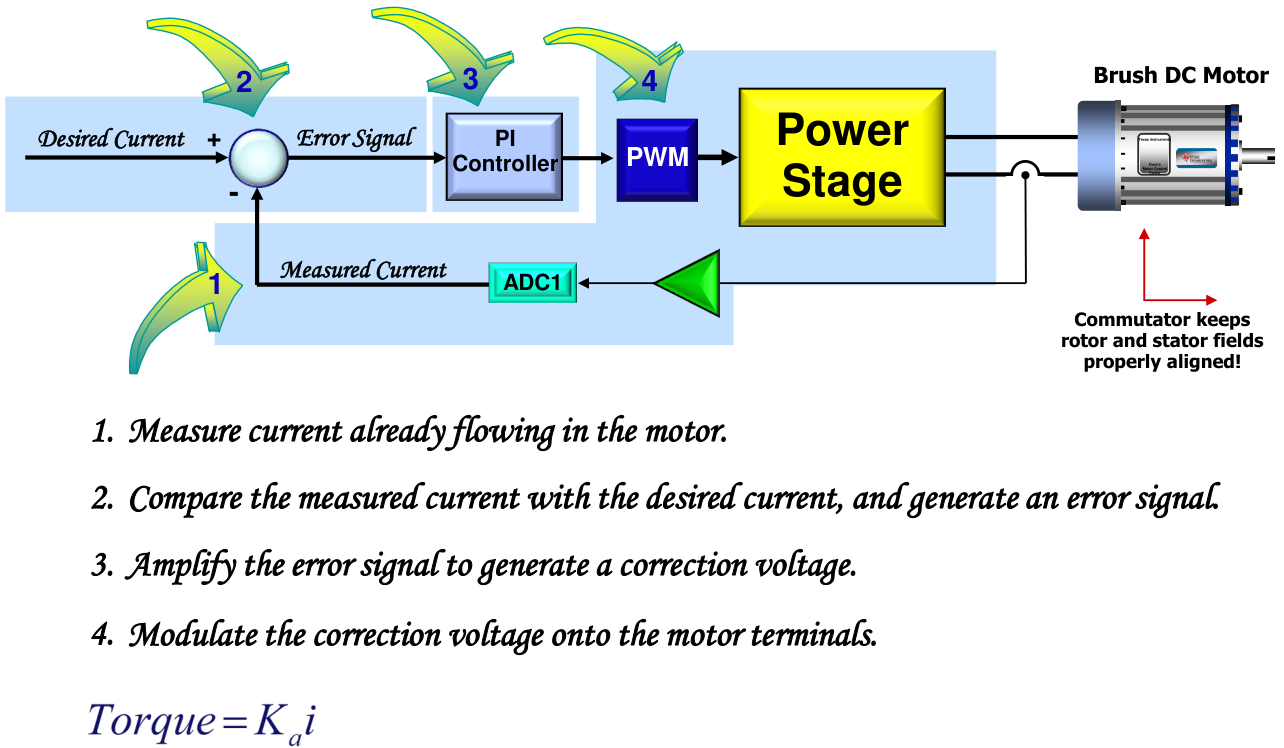 2
3
4
Brush DC Motor
Desired Current
+
Error Signal
PI
Controller
PWM
Power
Stage
-
Texas Instruments
1
Measured Current
ADC1
Commutator keeps
rotor and stator fields
properly aligned!
1. Measure current already flowing in the motor.
2. Compare the measured current with the desired current, and generate an error signal.
3. Amplify the error signal to generate a correction voltage.
4. Modulate the correction voltage onto the motor terminals.
Torque = Kₐi